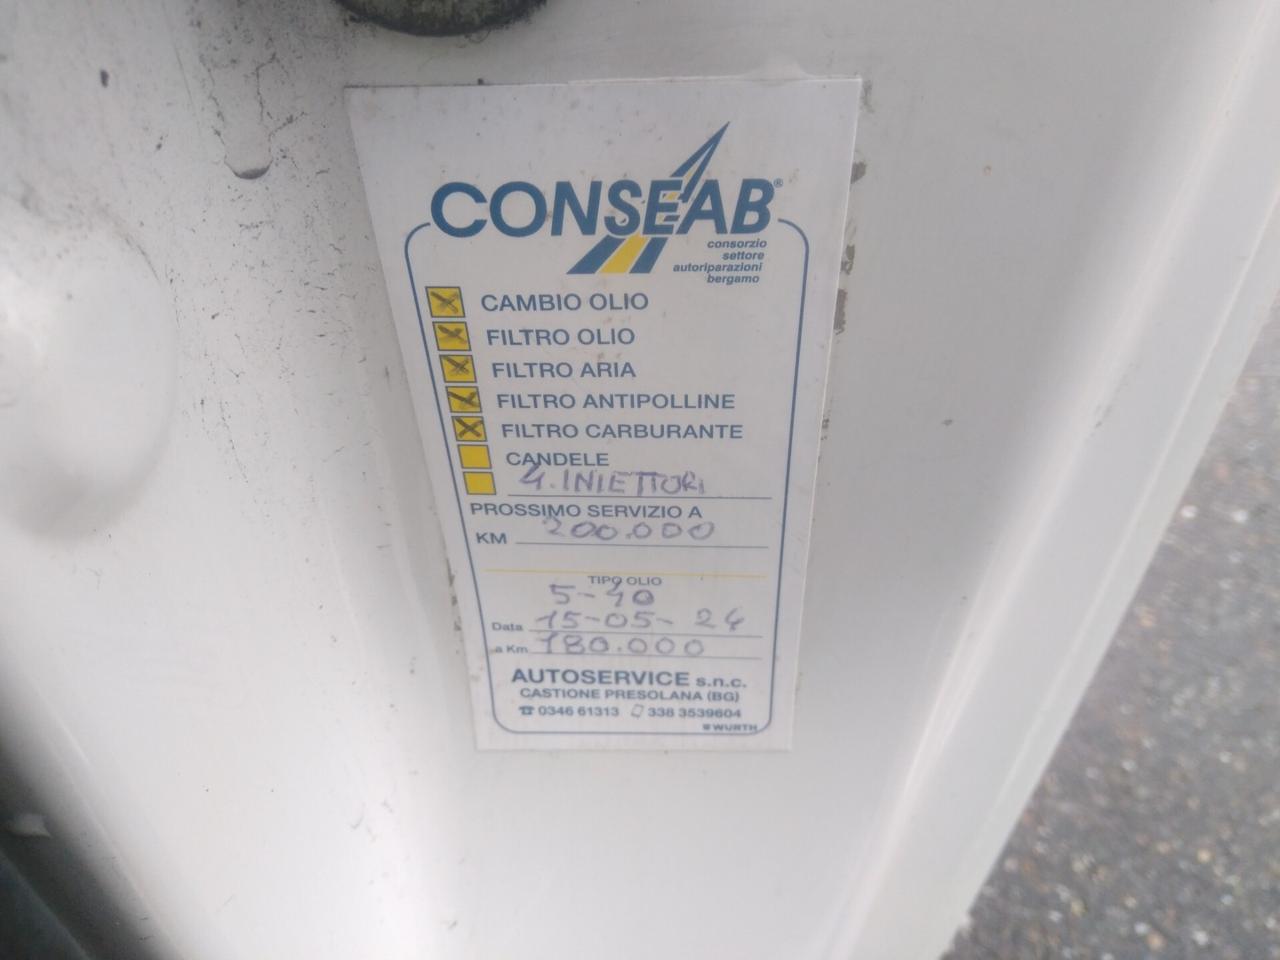 CONSEAB®
consorzio
settore
autoriparazioni
bergamo
CAMBIO OLIO
FILTRO OLIO
FILTRO ARIA
FILTRO ANTIPOLLINE
FILTRO CARBURANTE
CANDELE
4. INIETTORI
PROSSIMO SERVIZIO A
KM 200.000
TIPO OLIO
5-40
Data 15-05-24
a Km 180.000
AUTOSERVICE s.n.c.
CASTIONE PRESOLANA (BG)
☎ 0346 61313 338 3539604
WÜRTH